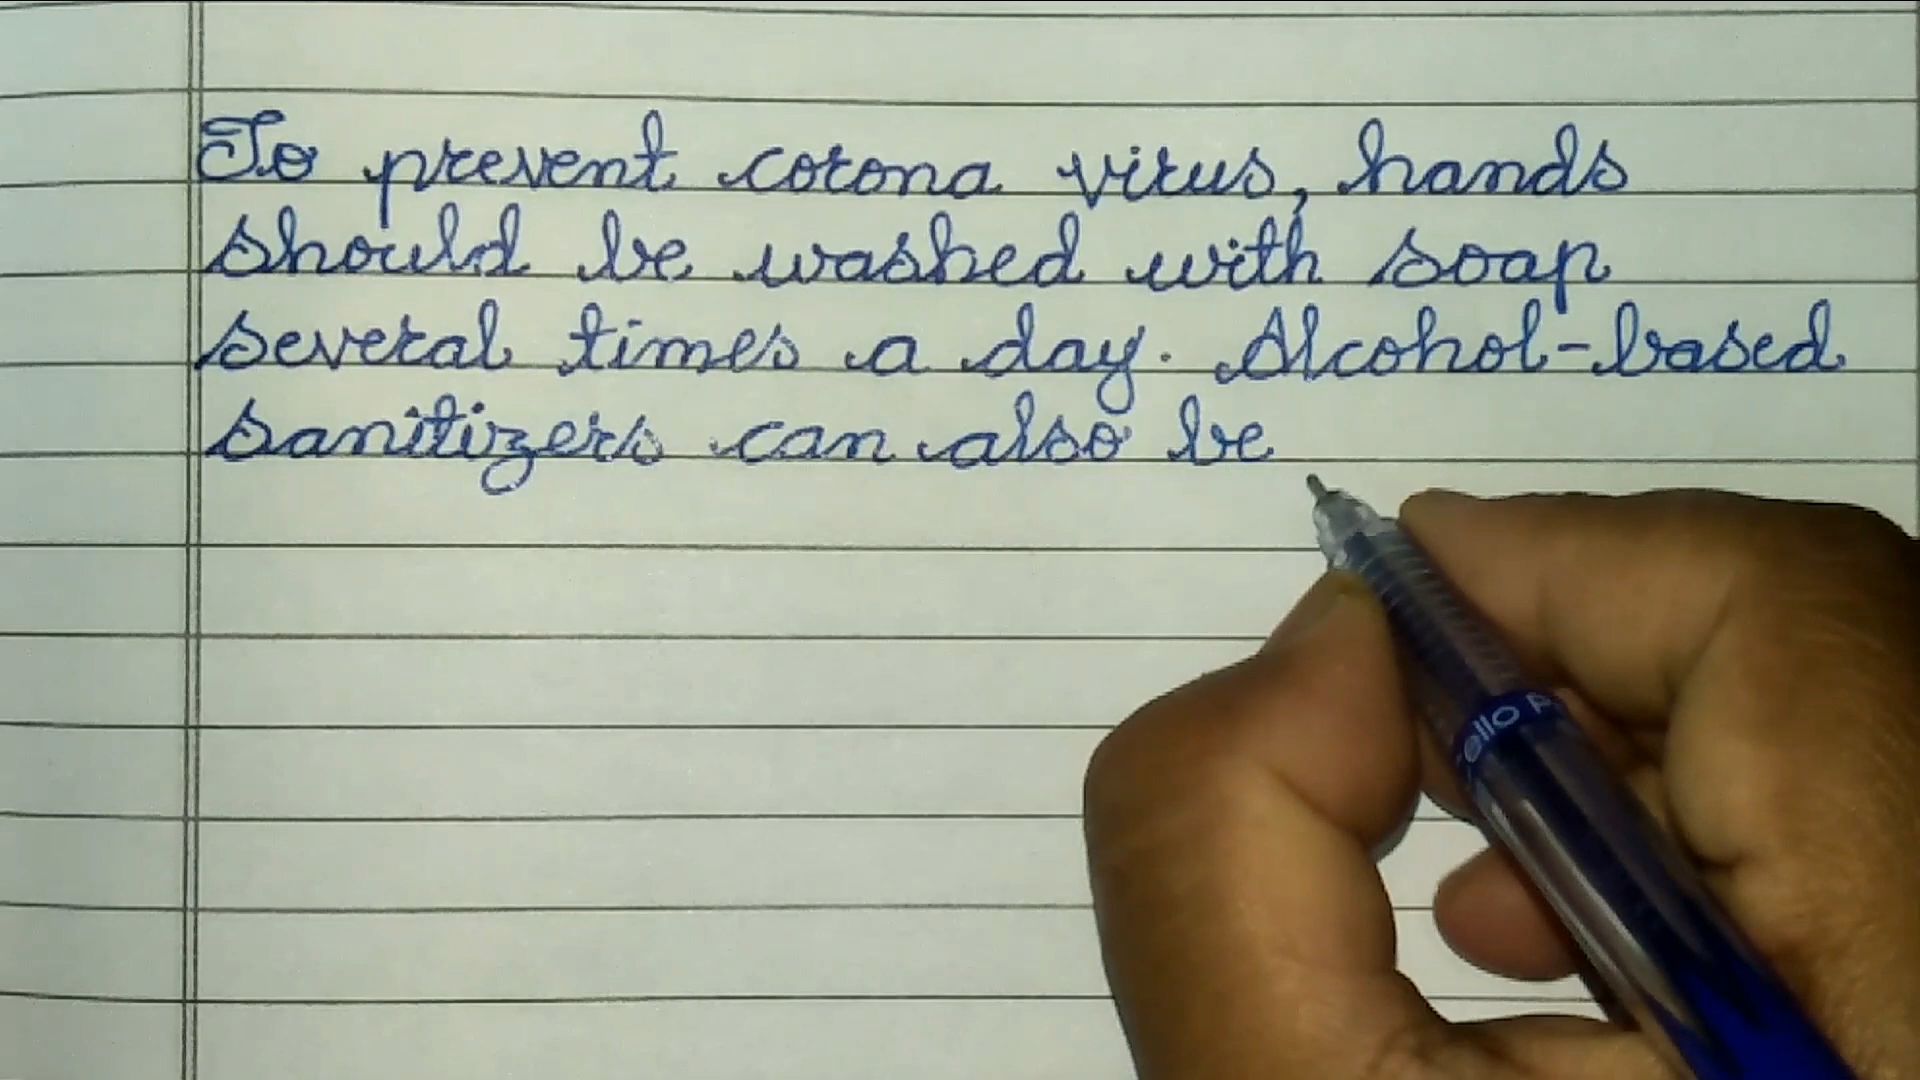 To prevent corona virus, hands
should be washed with soap
several times a day. Alcohol-based
sanitizers can also be